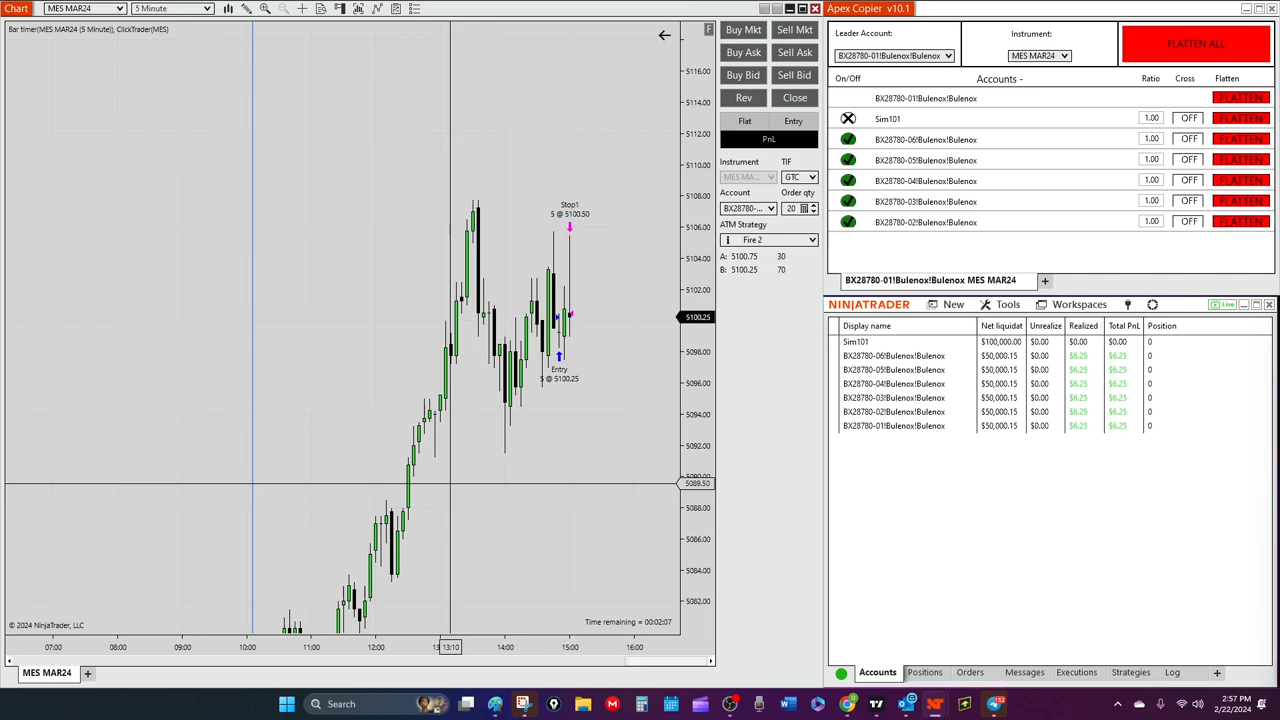 Chart MES MAR24 5 Minute
Bar timer(MES MAR24 (5 Minute)), ClickTrader(MES)
F
5116.00
5114.00
5112.00
5110.00
5108.00
5106.00
5104.00
5102.00
5100.25
5098.00
5096.00
5094.00
5092.00
5090.00
5089.50
5088.00
5086.00
5084.00
5082.00
Stop1
5 @ 5100.50
Entry
5 @ 5100.25
© 2024 NinjaTrader, LLC
Time remaining = 00:02:07
07:00 08:00 09:00 10:00 11:00 12:00 13:10 14:00 15:00 16:00
MES MAR24 +
Buy Mkt Sell Mkt
Buy Ask Sell Ask
Buy Bid Sell Bid
Rev Close
Flat Entry
PnL
Instrument TIF
MES MA... GTC
Account Order qty
BX28780-... 20
ATM Strategy
Fire 2
A: 5100.75 30
B: 5100.25 70
Apex Copier v10.1
Leader Account: Instrument: FLATTEN ALL
BX28780-01!Bulenox!Bulenox MES MAR24
On/Off Accounts - Ratio Cross Flatten
BX28780-01!Bulenox!Bulenox FLATTEN
Sim101 1.00 OFF FLATTEN
BX28780-06!Bulenox!Bulenox 1.00 OFF FLATTEN
BX28780-05!Bulenox!Bulenox 1.00 OFF FLATTEN
BX28780-04!Bulenox!Bulenox 1.00 OFF FLATTEN
BX28780-03!Bulenox!Bulenox 1.00 OFF FLATTEN
BX28780-02!Bulenox!Bulenox 1.00 OFF FLATTEN
BX28780-01!Bulenox!Bulenox MES MAR24 +
NINJATRADER New Tools Workspaces Live
Display name Net liquidat Unrealize Realized Total PnL Position
Sim101 $100,000.00 $0.00 $0.00 $0.00 0
BX28780-06!Bulenox!Bulenox $50,000.15 $0.00 $6.25 $6.25 0
BX28780-05!Bulenox!Bulenox $50,000.15 $0.00 $6.25 $6.25 0
BX28780-04!Bulenox!Bulenox $50,000.15 $0.00 $6.25 $6.25 0
BX28780-03!Bulenox!Bulenox $50,000.15 $0.00 $6.25 $6.25 0
BX28780-02!Bulenox!Bulenox $50,000.15 $0.00 $6.25 $6.25 0
BX28780-01!Bulenox!Bulenox $50,000.15 $0.00 $6.25 $6.25 0
Accounts Positions Orders Messages Executions Strategies Log +
Search
2:57 PM
2/22/2024